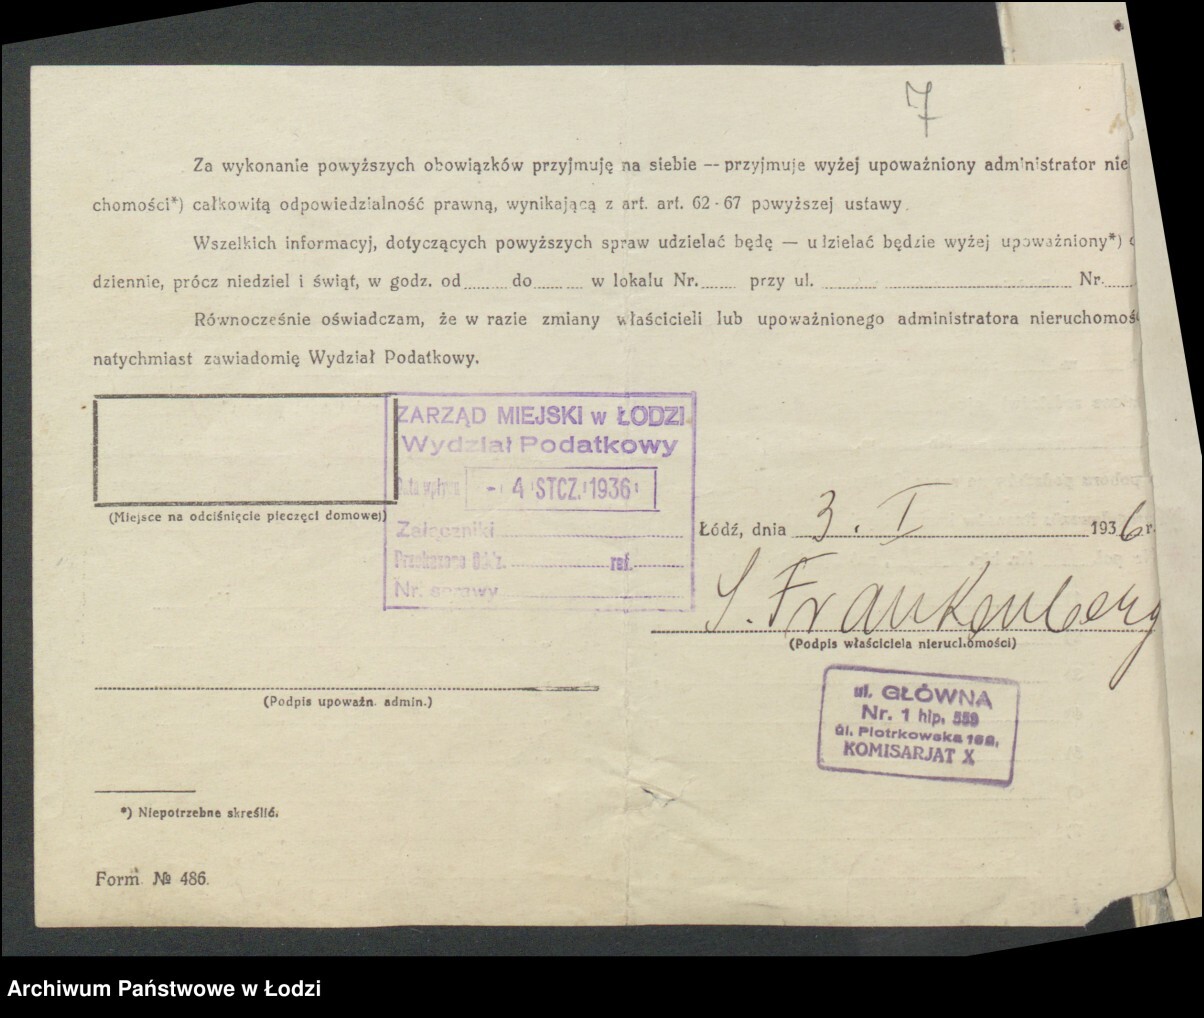 7
Za wykonanie powyższych obowiązków przyjmuję na siebie — przyjmuje wyżej upoważniony administrator nie
chomości*) całkowitą odpowiedzialność prawną, wynikającą z art. art. 62-67 powyższej ustawy.
Wszelkich informacyj, dotyczących powyższych spraw udzielać będę — udzielać będzie wyżej upoważniony*)
dziennie, prócz niedziel i świąt, w godz. od ........ do ........ w lokalu Nr. ...... przy ul. ........ Nr. ......
Równocześnie oświadczam, że w razie zmiany właścicieli lub upoważnionego administratora nieruchomoś
natychmiast zawiadomię Wydział Podatkowy.
ZARZĄD MIEJSKI w ŁODZI
Wydział Podatkowy
Data wpływu - 4 STCZ. 1936
(Miejsce na odciśnięcie pieczęci domowej)
Załączniki
Przekazano ref.
Nr. sprawy
Łódź, dnia 3. I 1936 r.
S. Frankenberg
(Podpis właściciela nieruchomości)
(Podpis upoważn. admin.)
ul. GŁÓWNA
Nr. 1 hip. 559
ul. Piotrkowska
KOMISARJAT X
*) Niepotrzebne skreślić.
Form № 486.
Archiwum Państwowe w Łodzi